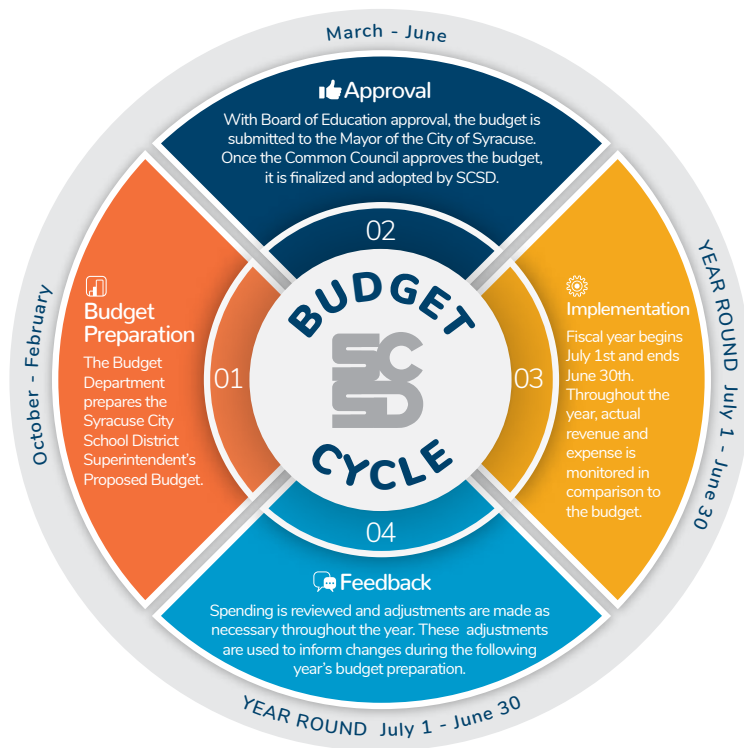 March - June
Approval
With Board of Education approval, the budget is
submitted to the Mayor of the City of Syracuse.
Once the Common Council approves the budget,
it is finalized and adopted by SCSD.
02
October - February
Budget
Preparation
The Budget
Department
prepares the
Syracuse City
School District
Superintendent's
Proposed Budget.
01
BUDGET
SC
SD
CYCLE
03
Implementation
Fiscal year begins
July 1st and ends
June 30th.
Throughout the
year, actual
revenue and
expense is
monitored in
comparison to
the budget.
YEAR ROUND July 1 - June 30
04
Feedback
Spending is reviewed and adjustments are made as
necessary throughout the year. These adjustments
are used to inform changes during the following
year's budget preparation.
YEAR ROUND July 1 - June 30